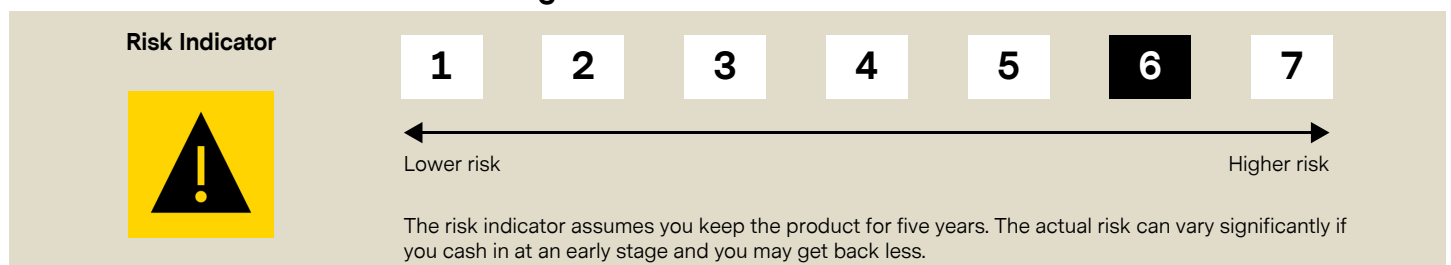 Risk Indicator
1 2 3 4 5 6 7
!
Lower risk Higher risk
The risk indicator assumes you keep the product for five years. The actual risk can vary significantly if
you cash in at an early stage and you may get back less.